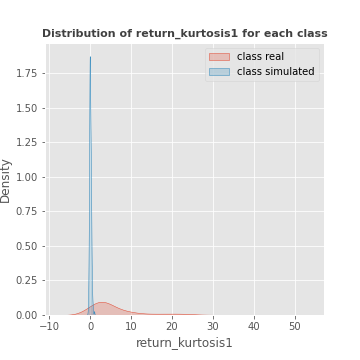 Distribution of return_kurtosis1 for each class
class real
class simulated
Density
1.75
1.50
1.25
1.00
0.75
0.50
0.25
0.00
−10 0 10 20 30 40 50
return_kurtosis1